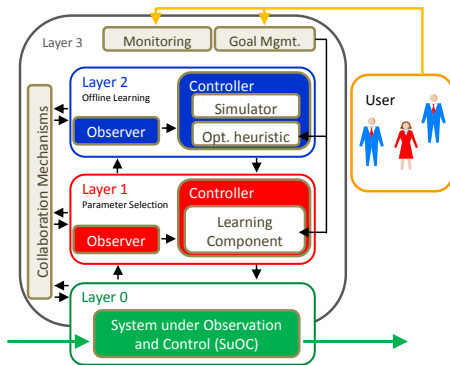 Layer 3
Monitoring
Goal Mgmt.
Collaboration Mechanisms
Layer 2
Offline Learning
Observer
Controller
Simulator
Opt. heuristic
User
Layer 1
Parameter Selection
Observer
Controller
Learning
Component
Layer 0
System under Observation
and Control (SuOC)